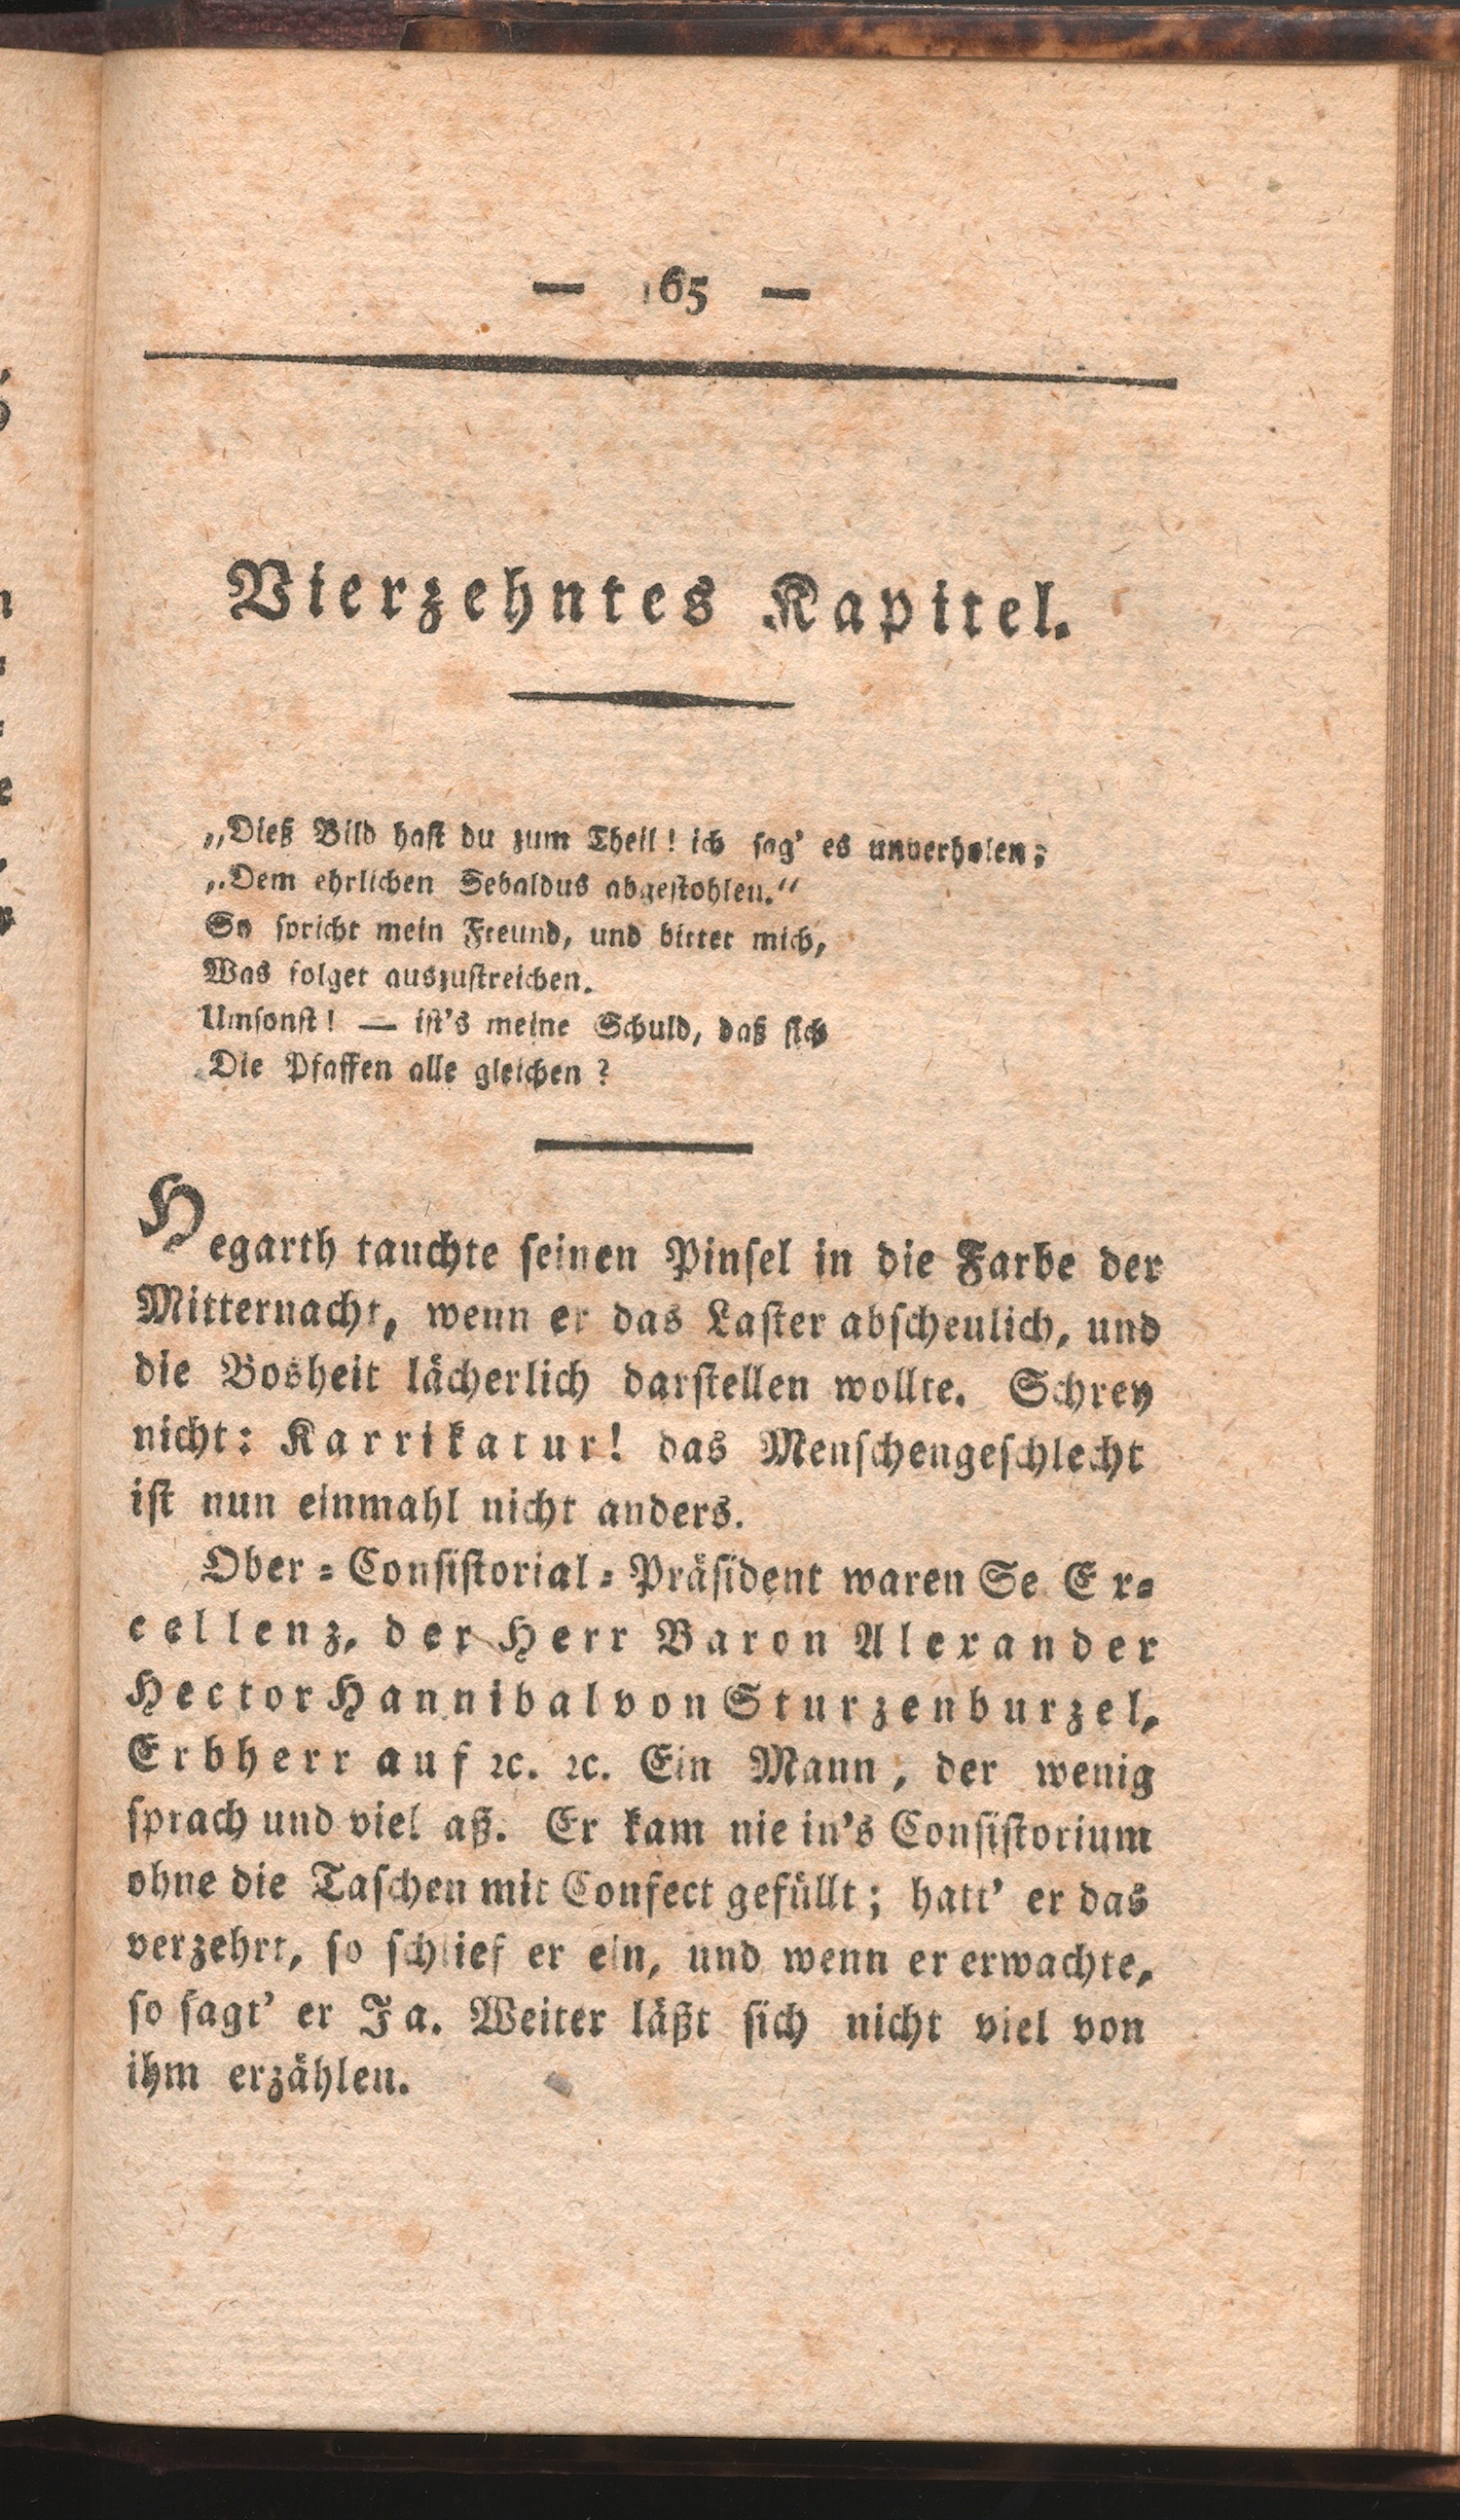 — 165 —
Vierzehntes Kapitel.
„Dieß Bild haſt du zum Theil! ich ſag' es unverholen;
„Dem ehrlichen Sebaldus abgeſtohlen.“
So ſpricht mein Freund, und bittet mich,
Was folget auszuſtreichen.
Umſonſt! — iſt's meine Schuld, daß ſich
Die Pfaffen alle gleichen?
Hegarth tauchte ſeinen Pinſel in die Farbe der
Mitternacht, wenn er das Laſter abſcheulich, und
die Bosheit lächerlich darſtellen wollte. Schrey
nicht: Karrikatur! das Menſchengeſchlecht
iſt nun einmahl nicht anders.
Ober-Conſiſtorial-Präſident waren Se Ex-
cellenz, der Herr Baron Alexander
Hector Hannibal von Sturzenburzel,
Erbherr auf ꝛc. ꝛc. Ein Mann, der wenig
ſprach und viel aß. Er kam nie in's Conſiſtorium
ohne die Taſchen mit Confect gefüllt; hatt' er das
verzehrt, ſo ſchlief er ein, und wenn er erwachte,
ſo ſagt' er Ja. Weiter läßt ſich nicht viel von
ihm erzählen.